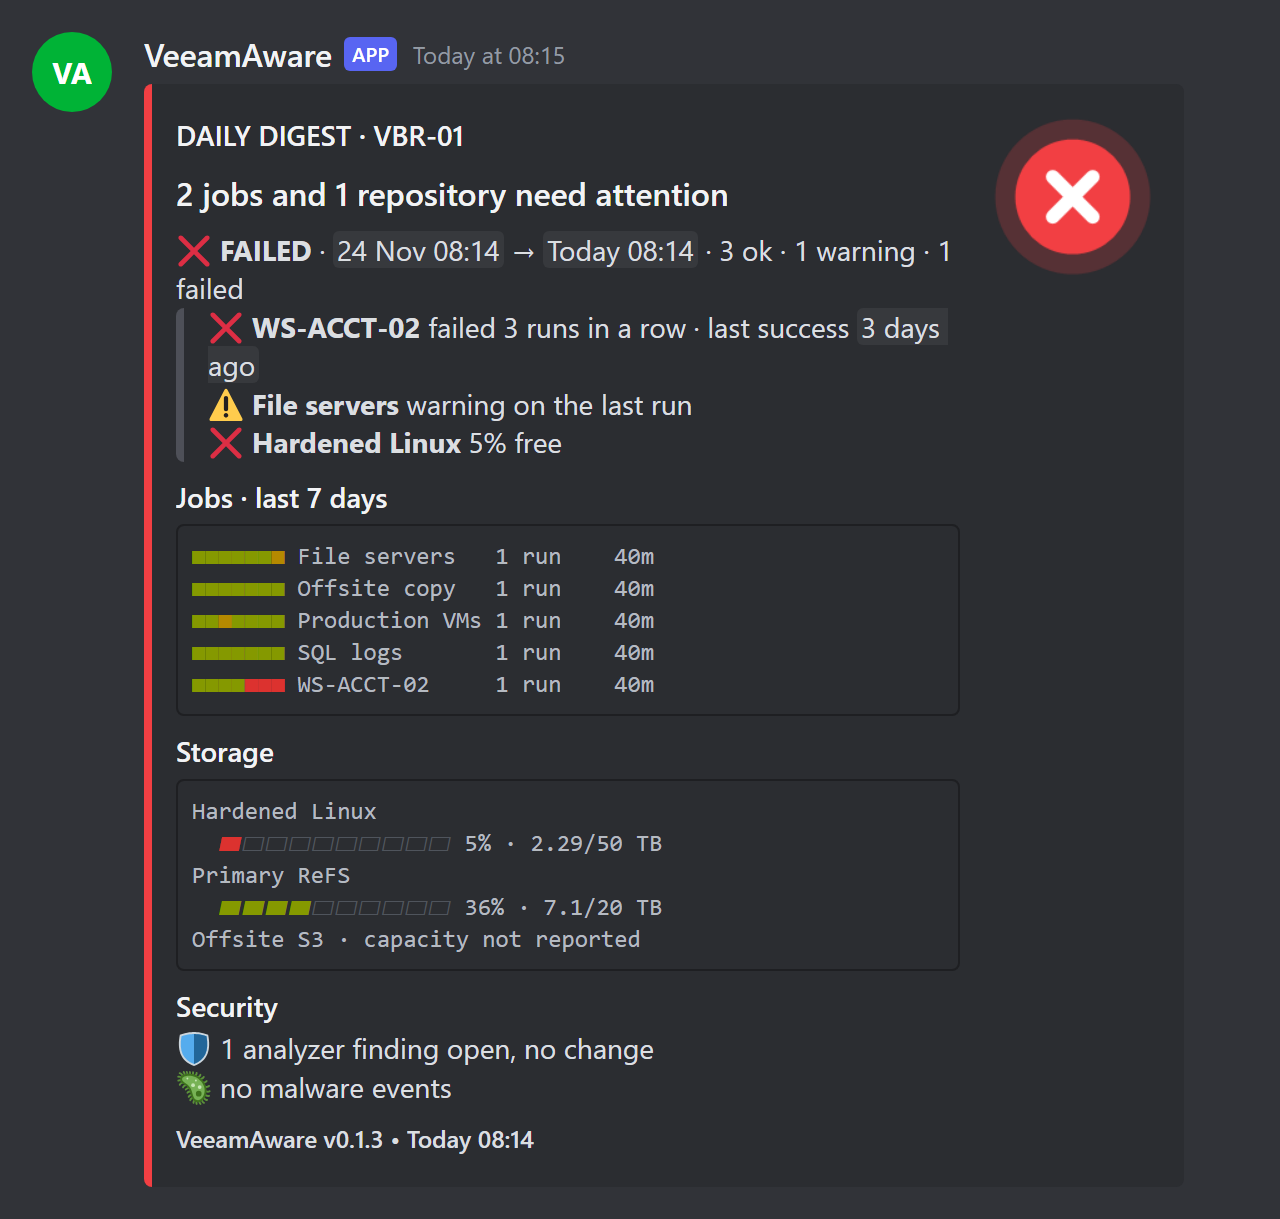 VA
VeeamAware APP Today at 08:15
DAILY DIGEST · VBR-01
2 jobs and 1 repository need attention
❌ FAILED · 24 Nov 08:14 → Today 08:14 · 3 ok · 1 warning · 1
failed
❌ WS-ACCT-02 failed 3 runs in a row · last success 3 days
ago
⚠️ File servers warning on the last run
❌ Hardened Linux 5% free
Jobs · last 7 days
File servers 1 run 40m
Offsite copy 1 run 40m
Production VMs 1 run 40m
SQL logs 1 run 40m
WS-ACCT-02 1 run 40m
Storage
Hardened Linux
5% · 2.29/50 TB
Primary ReFS
36% · 7.1/20 TB
Offsite S3 · capacity not reported
Security
🛡️ 1 analyzer finding open, no change
🦠 no malware events
VeeamAware v0.1.3 • Today 08:14